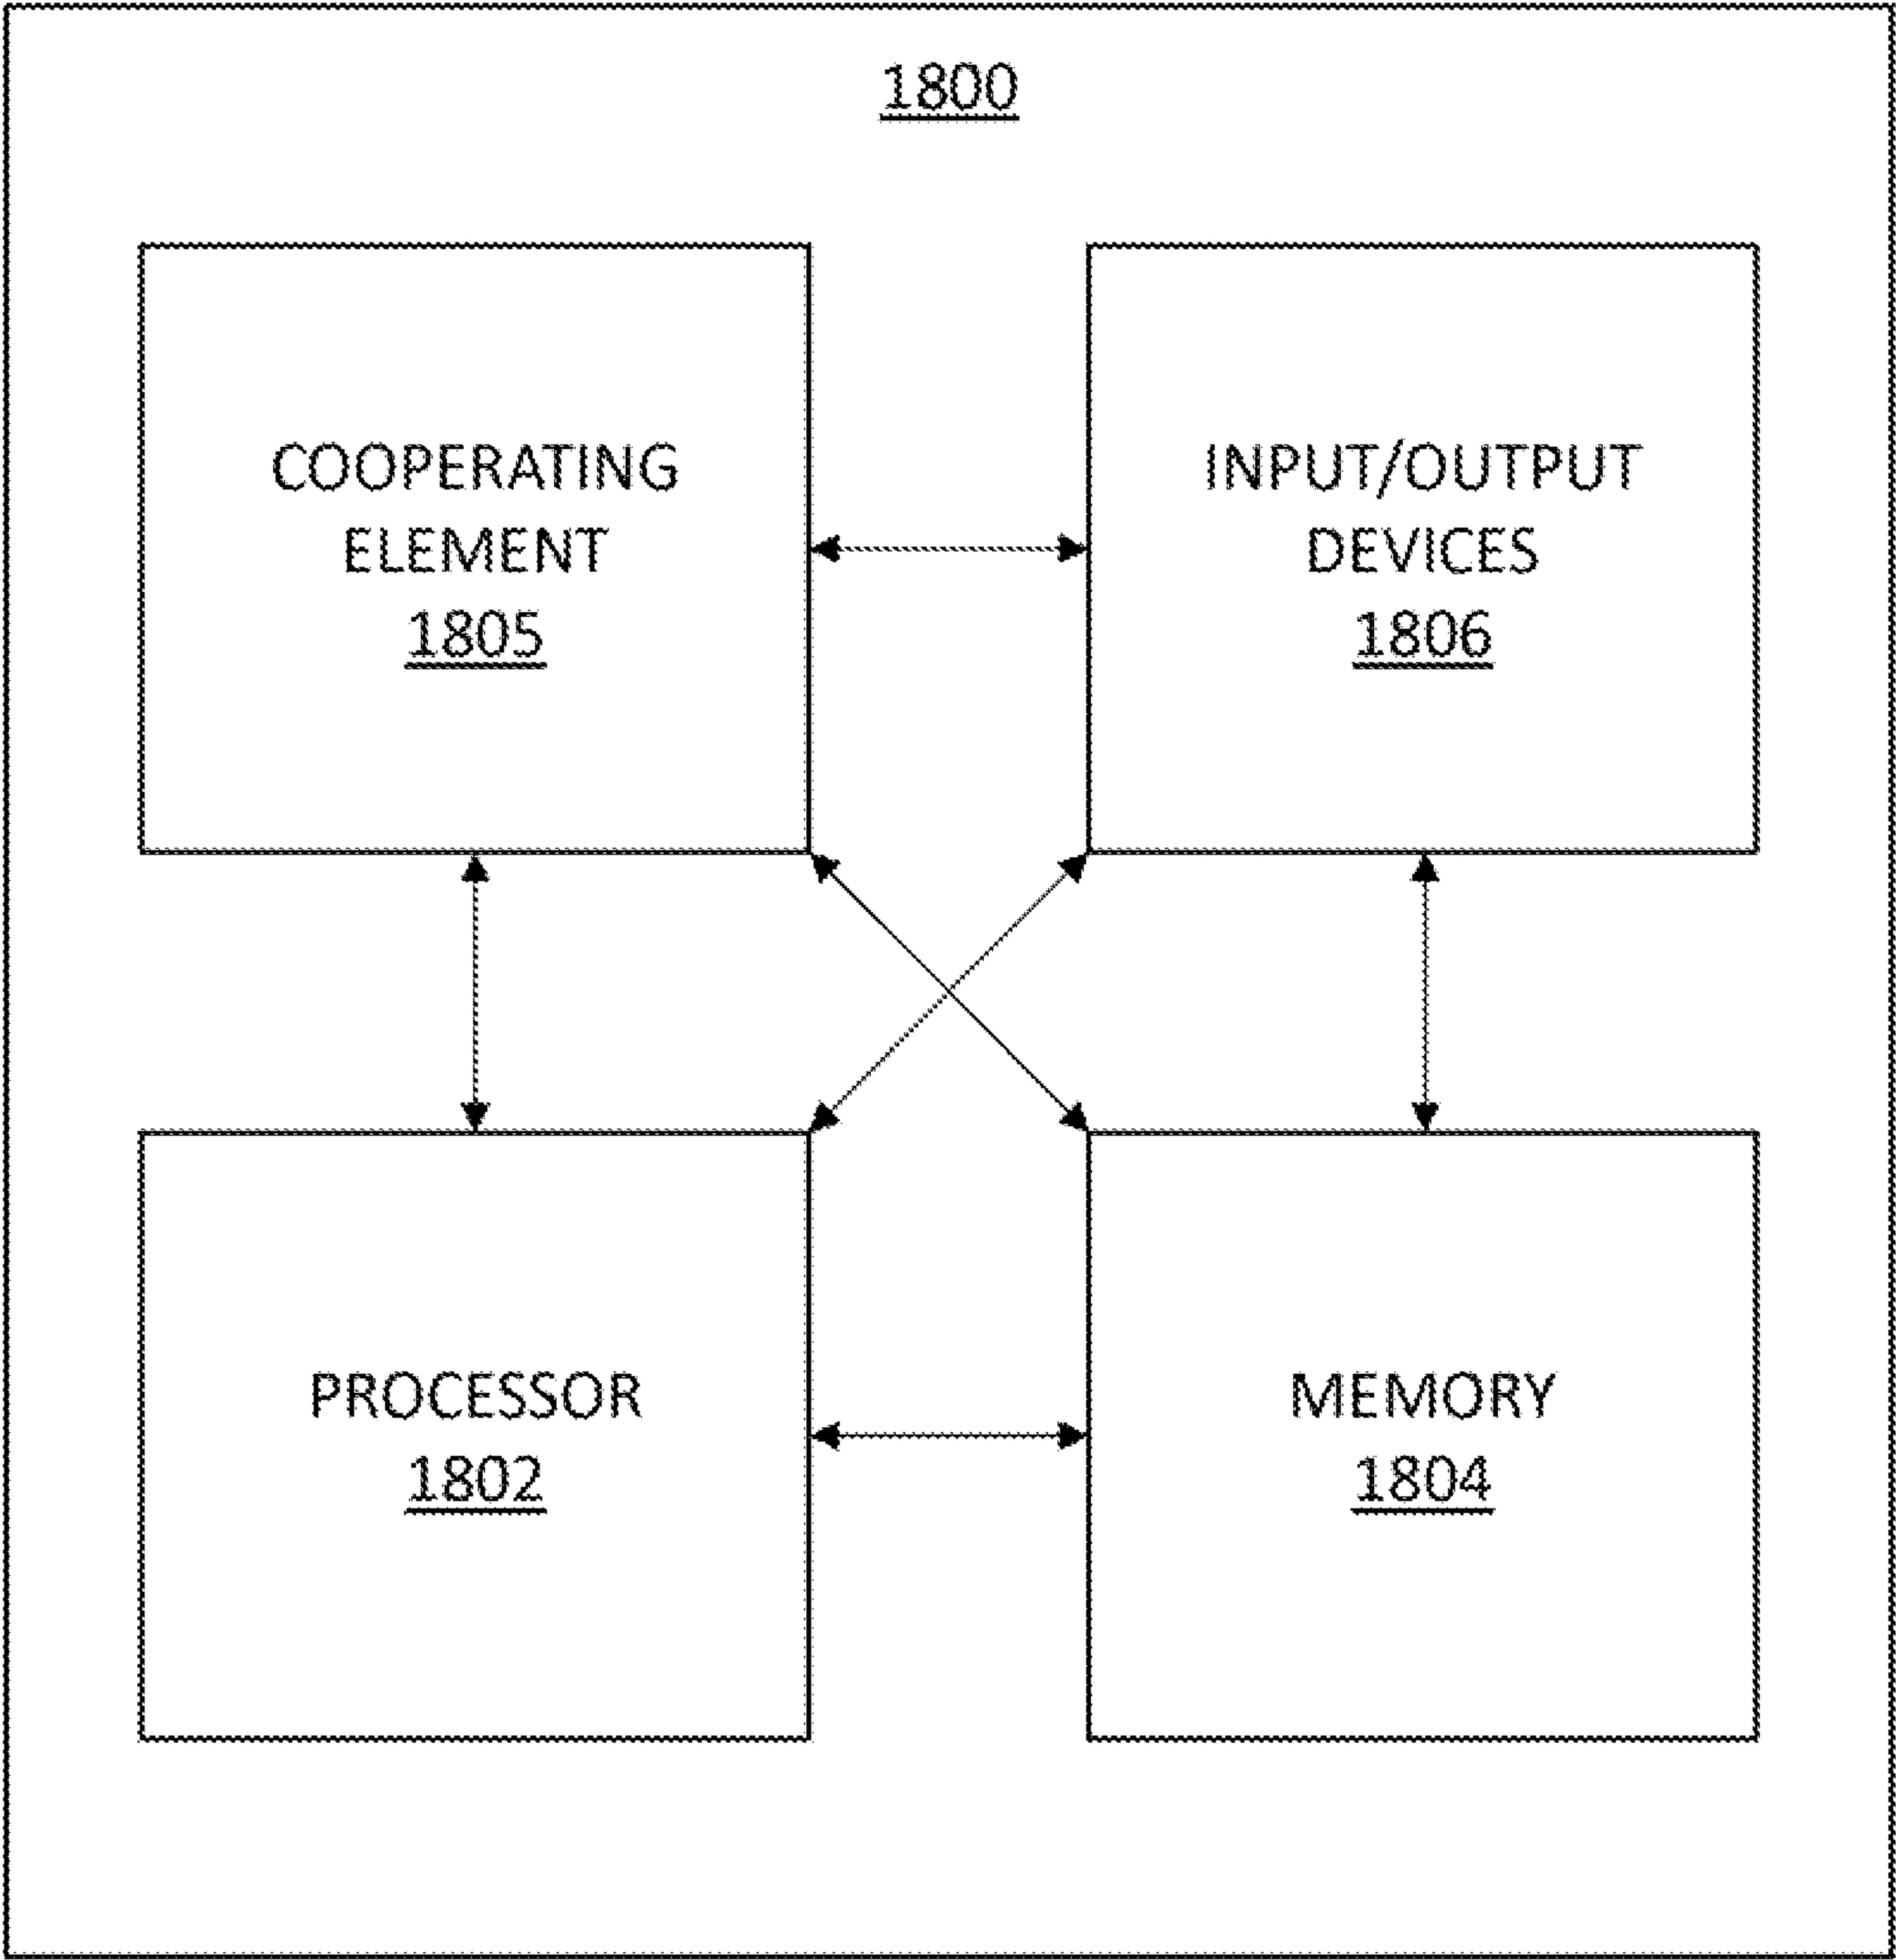 1800
COOPERATING
ELEMENT
1805
INPUT/OUTPUT
DEVICES
1806
PROCESSOR
1802
MEMORY
1804